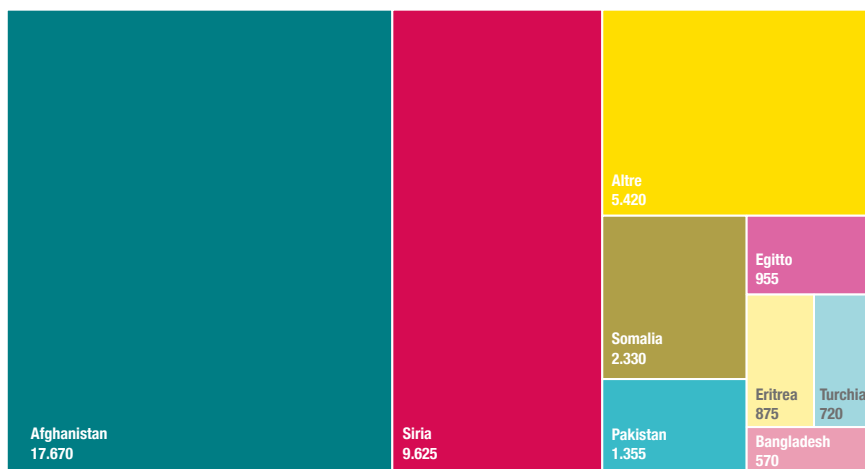 Afghanistan
17.670
Siria
9.625
Altre
5.420
Somalia
2.330
Pakistan
1.355
Egitto
955
Eritrea
875
Turchia
720
Bangladesh
570